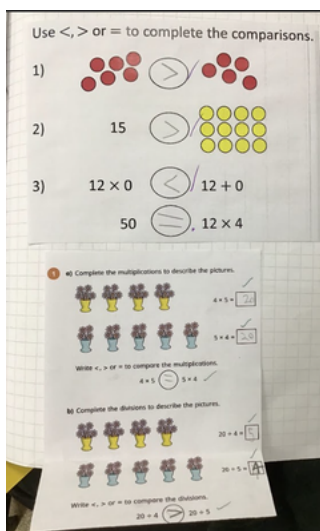 Use <, > or = to complete the comparisons.
1) >
2) 15 >
3) 12 × 0 < 12 + 0
50 = 12 × 4
1 a) Complete the multiplications to describe the pictures.
4 × 5 = 20
5 × 4 = 20
Write <, > or = to compare the multiplications.
4 × 5 = 5 × 4
b) Complete the divisions to describe the pictures.
20 ÷ 4 = 5
20 ÷ 5 = 4
Write <, > or = to compare the divisions.
20 ÷ 4 > 20 ÷ 5